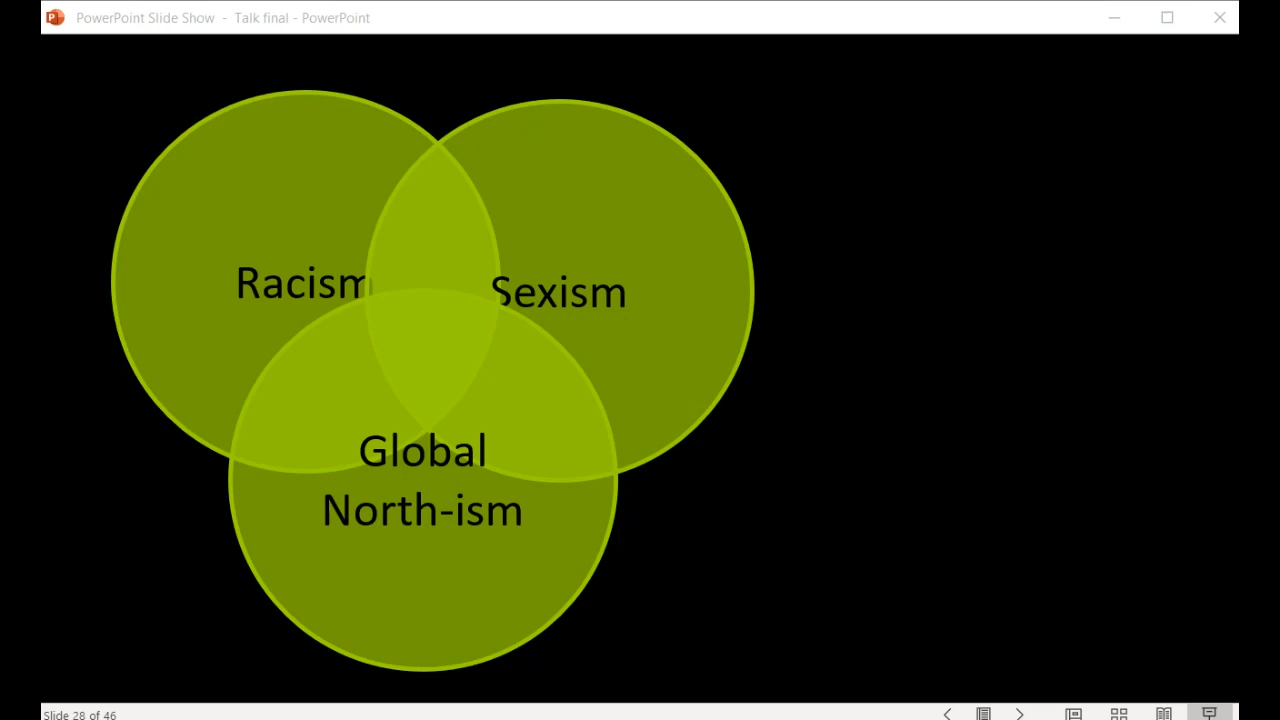 PowerPoint Slide Show - Talk final - PowerPoint
Racism
Sexism
Global
North-ism
Slide 28 of 46